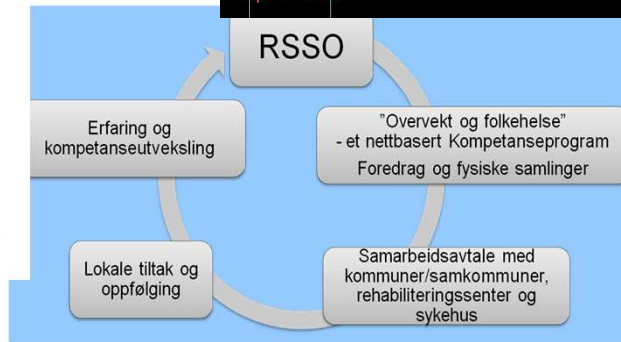 RSSO
"Overvekt og folkehelse"
- et nettbasert Kompetanseprogram
Foredrag og fysiske samlinger
Samarbeidsavtale med
kommuner/samkommuner,
rehabiliteringssenter og
sykehus
Lokale tiltak og
oppfølging
Erfaring og
kompetanseutveksling